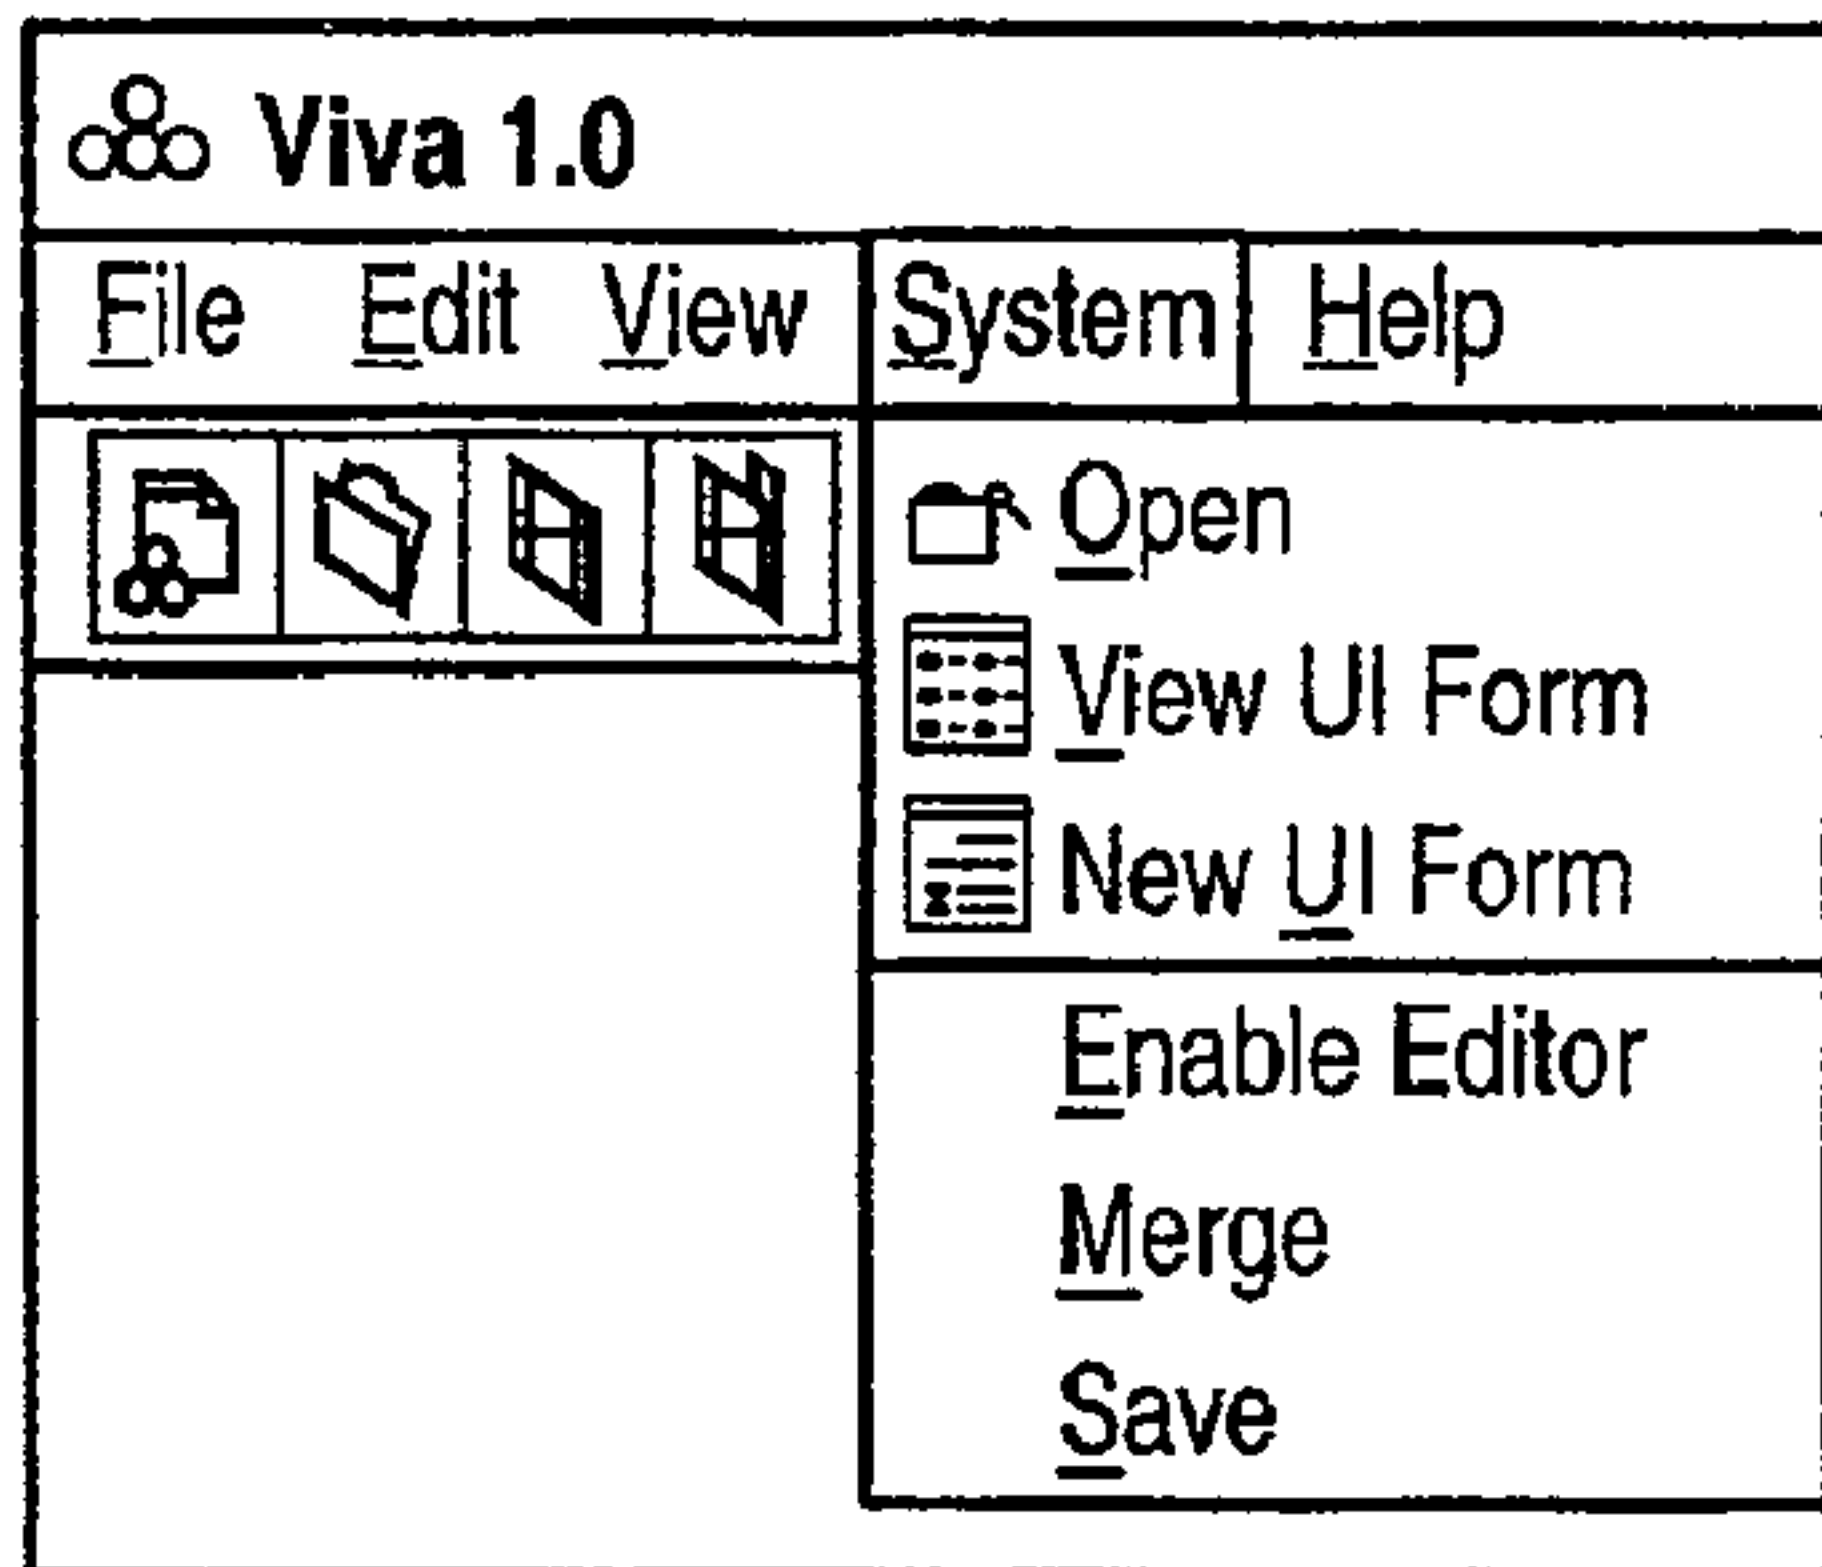 Viva 1.0
File Edit View System Help
Open
View UI Form
New UI Form
Enable Editor
Merge
Save